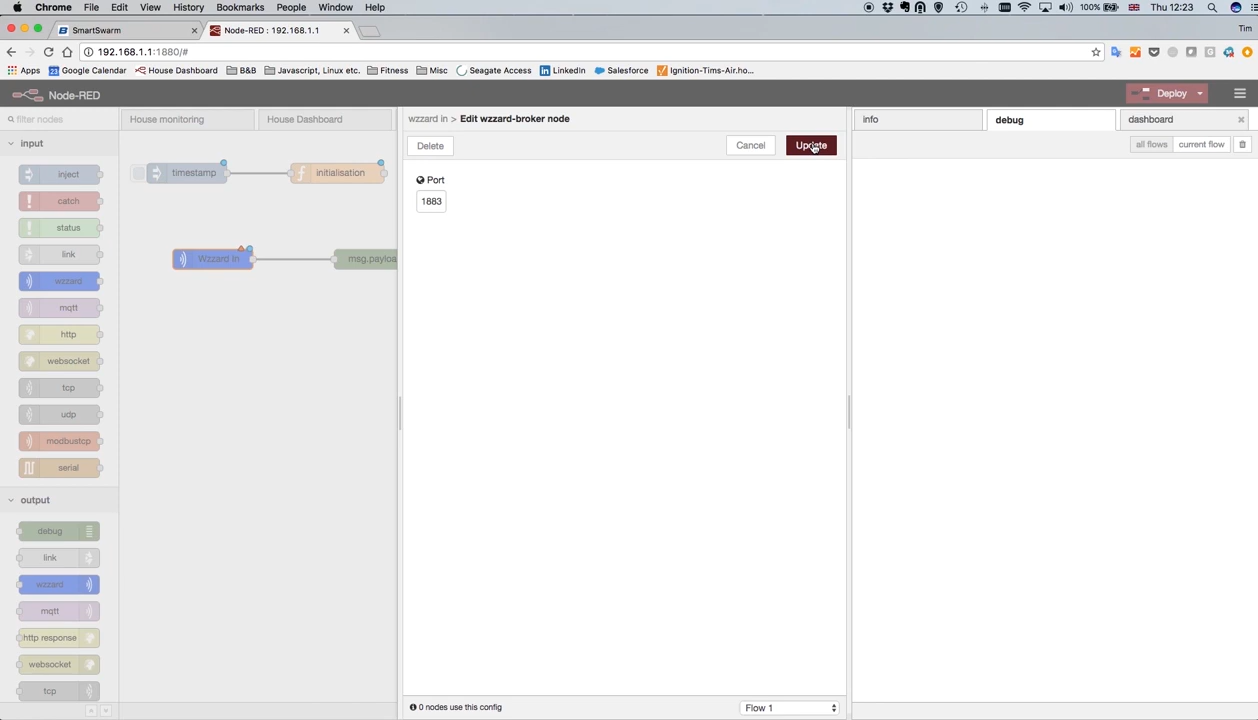 Chrome File Edit View History Bookmarks People Window Help 100% Thu 12:23
SmartSwarm Node-RED : 192.168.1.1 Tim
192.168.1.1:1880/#
Apps Google Calendar House Dashboard B&B Javascript, Linux etc. Fitness Misc Seagate Access LinkedIn Salesforce Ignition-Tims-Air.ho...
Node-RED Deploy
filter nodes House monitoring House Dashboard wzzard in > Edit wzzard-broker node info debug dashboard
input Delete Cancel Update all flows current flow
inject timestamp initialisation Port
catch 1883
status
link Wzzard In msg.payloa
wzzard
mqtt
http
websocket
tcp
udp
modbustcp
serial
output
debug
link
wzzard
mqtt
http response
websocket
tcp
0 nodes use this config Flow 1